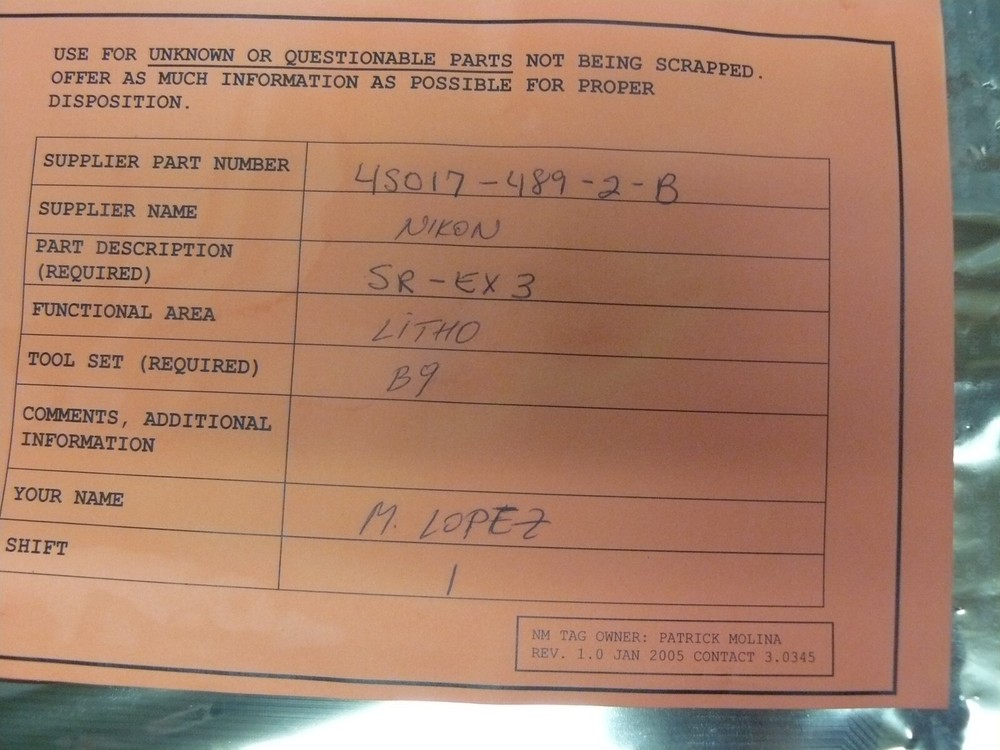 USE FOR UNKNOWN OR QUESTIONABLE PARTS NOT BEING SCRAPPED.
OFFER AS MUCH INFORMATION AS POSSIBLE FOR PROPER
DISPOSITION.
SUPPLIER PART NUMBER 4S017-489-2-B
SUPPLIER NAME NIKON
PART DESCRIPTION
(REQUIRED) SR-EX3
FUNCTIONAL AREA LITHO
TOOL SET (REQUIRED) B9
COMMENTS, ADDITIONAL
INFORMATION
YOUR NAME M. LOPEZ
SHIFT 1
NM TAG OWNER: PATRICK MOLINA
REV. 1.0 JAN 2005 CONTACT 3.0345